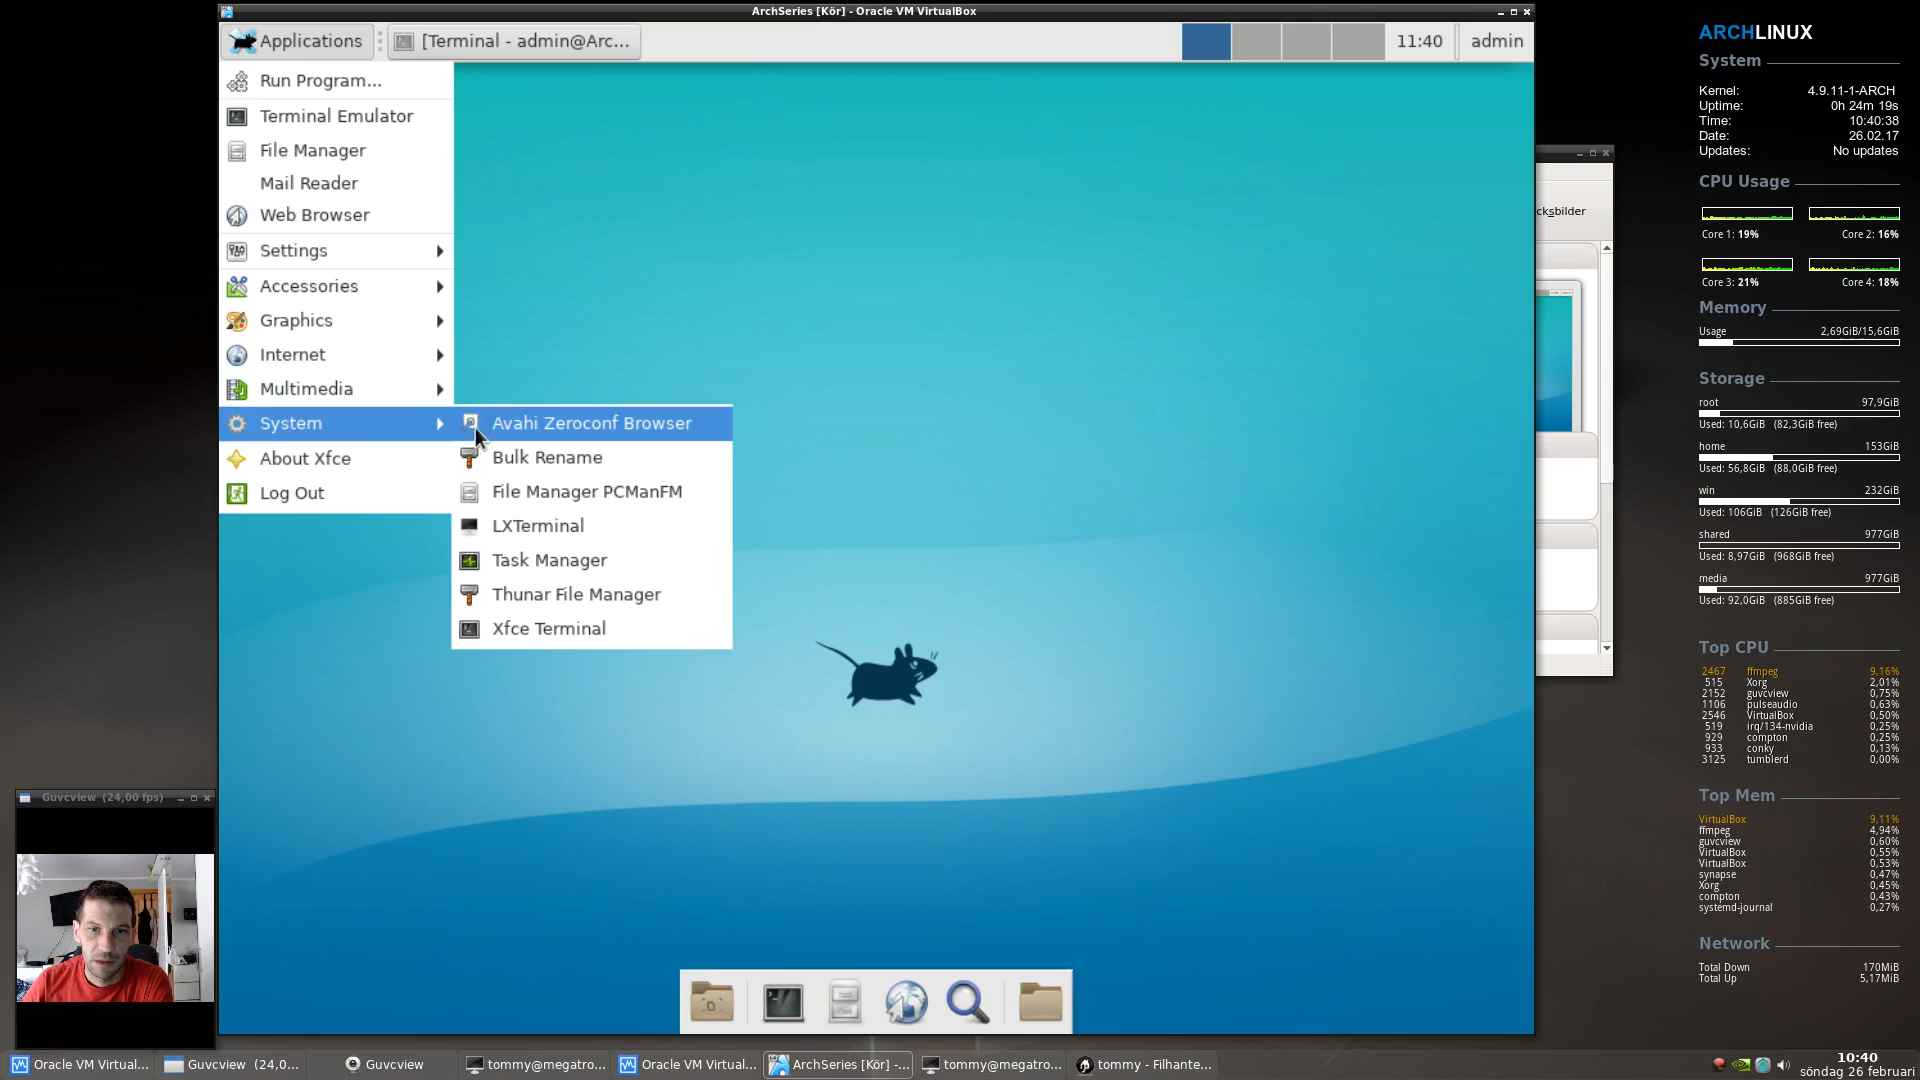 ArchSeries [Kör] - Oracle VM VirtualBox
Applications
[Terminal - admin@Arc...
11:40
admin
Run Program...
Terminal Emulator
File Manager
Mail Reader
Web Browser
Settings
Accessories
Graphics
Internet
Multimedia
System
About Xfce
Log Out
Avahi Zeroconf Browser
Bulk Rename
File Manager PCManFM
LXTerminal
Task Manager
Thunar File Manager
Xfce Terminal
cksbilder
ARCHLINUX
System
Kernel: 4.9.11-1-ARCH
Uptime: 0h 24m 19s
Time: 10:40:38
Date: 26.02.17
Updates: No updates
CPU Usage
Core 1: 19% Core 2: 16%
Core 3: 21% Core 4: 18%
Memory
Usage 2,69GiB/15,6GiB
Storage
root 97,9GiB
Used: 10,6GiB (82,3GiB free)
home 153GiB
Used: 56,8GiB (88,0GiB free)
win 232GiB
Used: 106GiB (126GiB free)
shared 977GiB
Used: 8,97GiB (968GiB free)
media 977GiB
Used: 92,0GiB (885GiB free)
Top CPU
2467 ffmpeg 9,16%
515 Xorg 2,01%
2152 guvcview 0,75%
1106 pulseaudio 0,63%
2546 VirtualBox 0,50%
519 irq/134-nvidia 0,25%
929 compton 0,25%
933 conky 0,13%
3125 tumblerd 0,00%
Top Mem
VirtualBox 9,11%
ffmpeg 4,94%
guvcview 0,60%
VirtualBox 0,55%
VirtualBox 0,53%
synapse 0,47%
Xorg 0,45%
compton 0,43%
systemd-journal 0,27%
Network
Total Down 170MiB
Total Up 5,17MiB
Guvcview (24,00 fps)
Oracle VM Virtual...
Guvcview (24,0...
Guvcview
tommy@megatro...
Oracle VM Virtual...
ArchSeries [Kör] -...
tommy@megatro...
tommy - Filhante...
10:40
söndag 26 februari